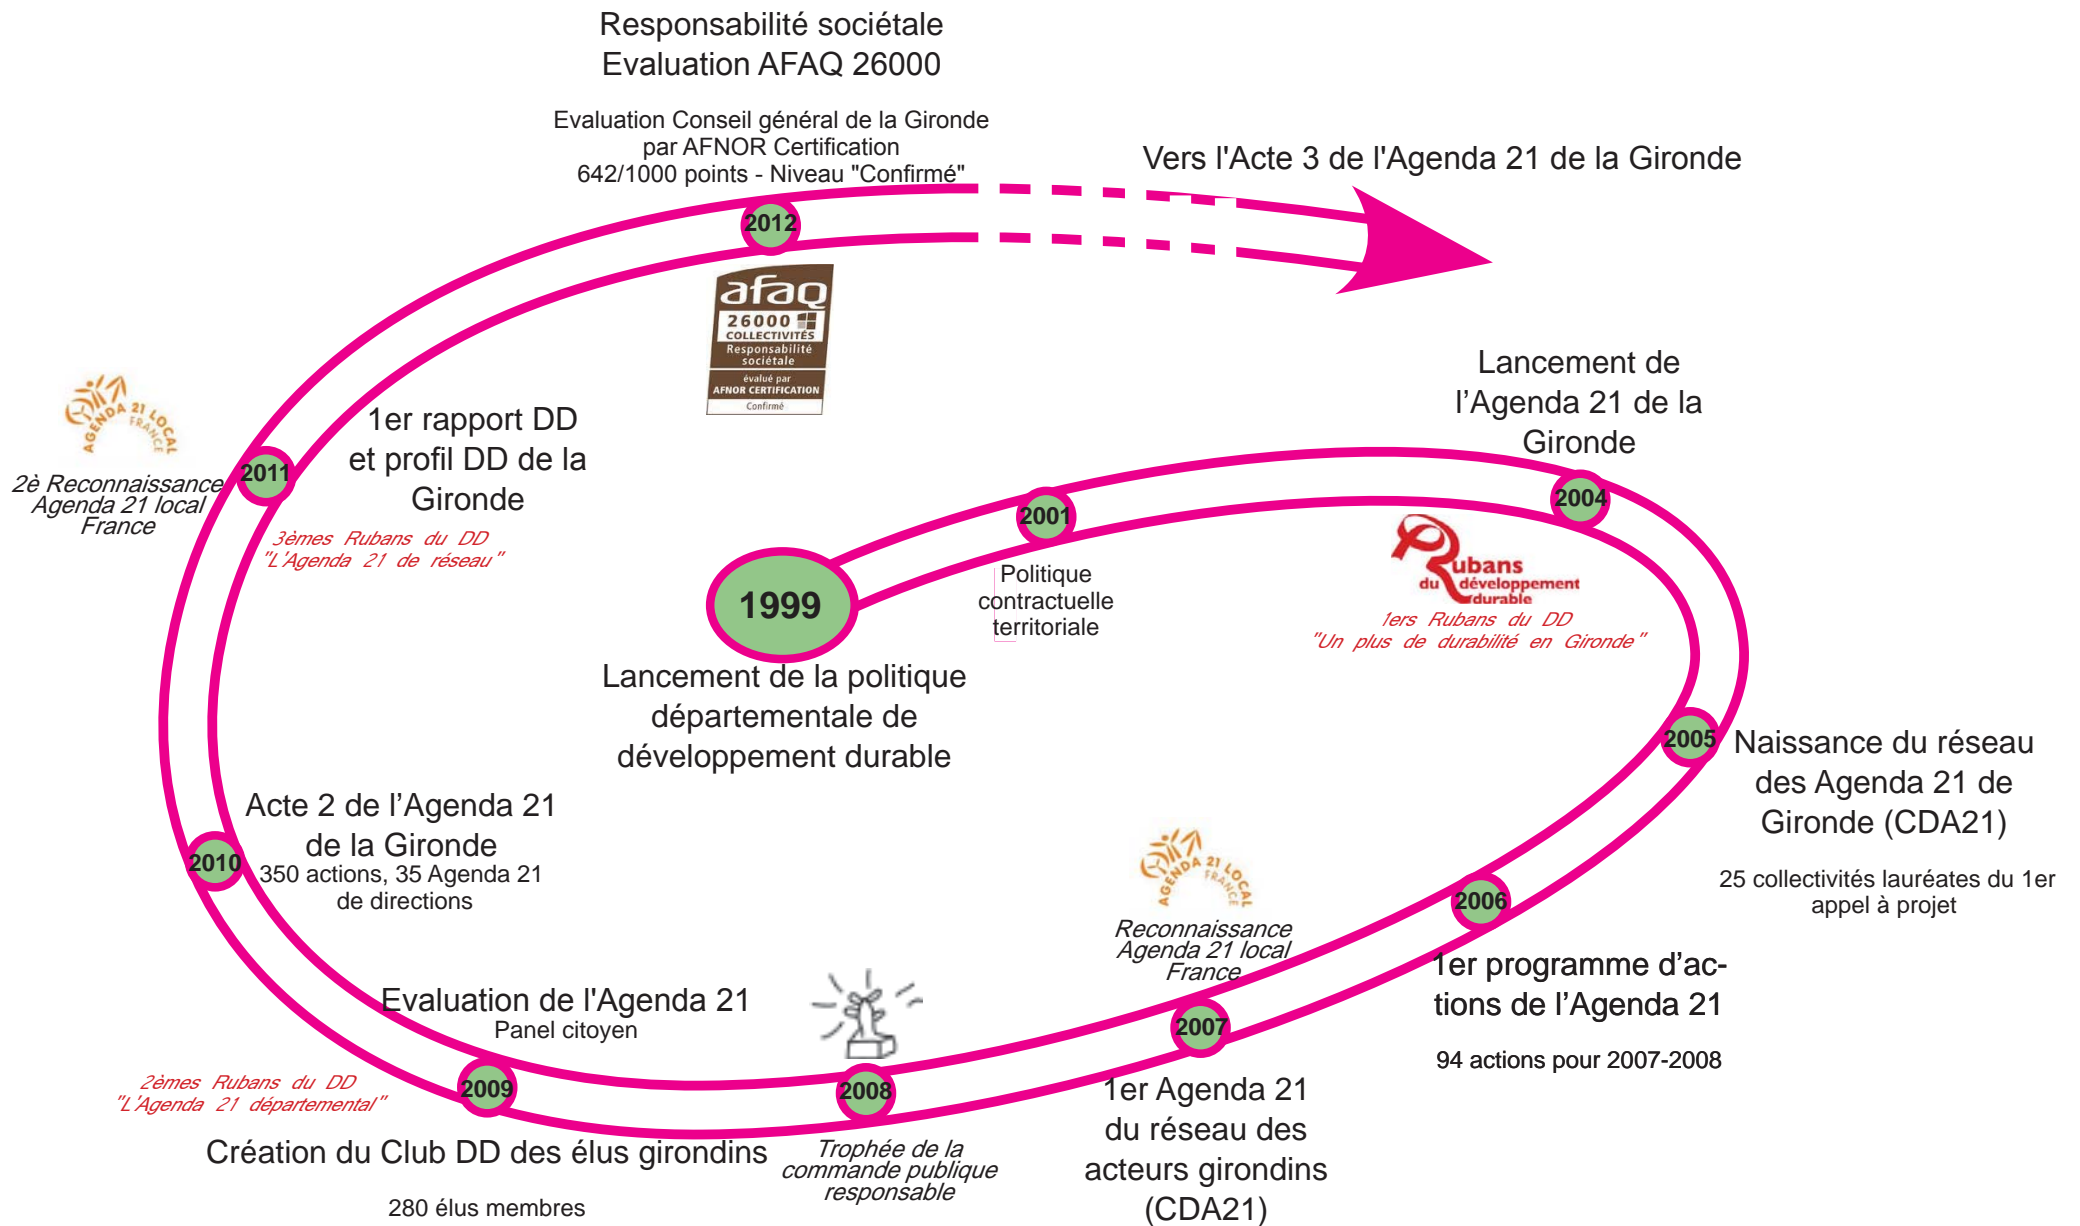 Responsabilité sociétale
Evaluation AFAQ 26000
Evaluation Conseil général de la Gironde
par AFNOR Certification
642/1000 points - Niveau "Confirmé"
Vers l'Acte 3 de l'Agenda 21 de la Gironde
2012
afaq
26000
COLLECTIVITÉS
Responsabilité
sociétale
évalué par
AFNOR CERTIFICATION
Confirmé
AGENDA 21 LOCAL
FRANCE
2è Reconnaissance
Agenda 21 local
France
2011
1er rapport DD
et profil DD de la
Gironde
3èmes Rubans du DD
"L'Agenda 21 de réseau"
Lancement de
l’Agenda 21 de la
Gironde
2004
2001
Politique
contractuelle
territoriale
Rubans
du développement
durable
1ers Rubans du DD
"Un plus de durabilité en Gironde"
1999
Lancement de la politique
départementale de
développement durable
2005
Naissance du réseau
des Agenda 21 de
Gironde (CDA21)
25 collectivités lauréates du 1er
appel à projet
Acte 2 de l’Agenda 21
de la Gironde
350 actions, 35 Agenda 21
de directions
2010
AGENDA 21 LOCAL
FRANCE
Reconnaissance
Agenda 21 local
France
2006
1er programme d’ac-
tions de l’Agenda 21
94 actions pour 2007-2008
2007
1er Agenda 21
du réseau des
acteurs girondins
(CDA21)
Evaluation de l'Agenda 21
Panel citoyen
2009
2008
2èmes Rubans du DD
"L'Agenda 21 départemental"
Création du Club DD des élus girondins
280 élus membres
Trophée de la
commande publique
responsable